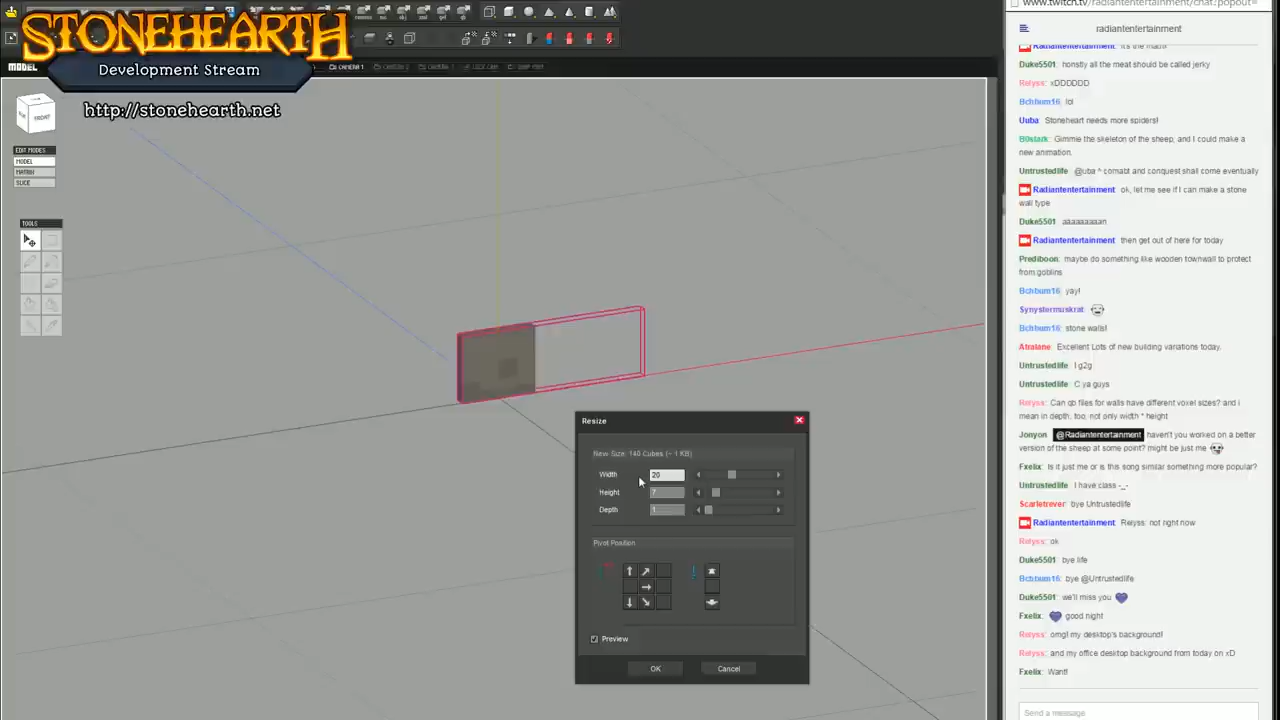 www.twitch.tv/radiantentertainment/chat?popout=
STONEHEARTH
Development Stream
http://stonehearth.net
MODEL
CAMERA 1
FRONT
EDIT MODES
MODEL
MATRIX
SLICE
TOOLS
Resize
New Size: 140 Cubes (~ 1 KB)
Width 20
Height 7
Depth 1
Pivot Position
Preview
OK Cancel
radiantentertainment
Radiantentertainment: it's the math
Duke5501: honstly all the meat should be called jerky
Relyss: xDDDDDD
Bchbum16: lol
Uuba: Stoneheart needs more spiders!
B0stark: Gimmie the skeleton of the sheep, and I could make a
new animation.
Untrustedlife: @uba ^ comabt and conquest shall come eventually
Radiantentertainment: ok, let me see if I can make a stone
wall type
Duke5501: aaaaaaaaan
Radiantentertainment: then get out of here for today
Prediboon: maybe do something like wooden townwall to protect
from goblins
Bchbum16: yay!
Synystermuskrat:
Bchbum16: stone walls!
Atralane: Excellent Lots of new building variations today.
Untrustedlife: I g2g
Untrustedlife: C ya guys
Relyss: Can qb files for walls have different voxel sizes? and i
mean in depth, too, not only width * height
Jonyon: @Radiantentertainment haven't you worked on a better
version of the sheep at some point? might be just me
Fxelix: Is it just me or is this song similar something more popular?
Untrustedlife: I have class -_-
Scarletrever: bye Untrustedlife
Radiantentertainment: Relyss: not right now
Relyss: ok
Duke5501: bye life
Bchbum16: bye @Untrustedlife
Duke5501: we'll miss you
Fxelix: good night
Relyss: omg! my desktop's background!
Relyss: and my office desktop background from today on xD
Fxelix: Want!
Send a message